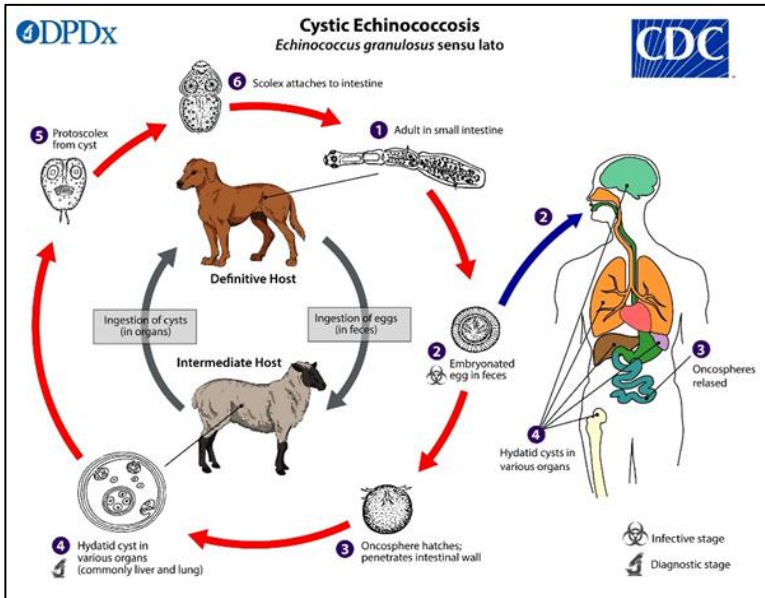 DPDx
Cystic Echinococcosis
Echinococcus granulosus sensu lato
CDC
6 Scolex attaches to intestine
5 Protoscolex
from cyst
1 Adult in small intestine
2
Definitive Host
Ingestion of cysts
(in organs)
Ingestion of eggs
(in feces)
Intermediate Host
2 Embryonated
egg in feces
3 Oncospheres
relased
4 Hydatid cysts in
various organs
4 Hydatid cyst in
various organs
(commonly liver and lung)
3 Oncosphere hatches;
penetrates intestinal wall
Infective stage
Diagnostic stage